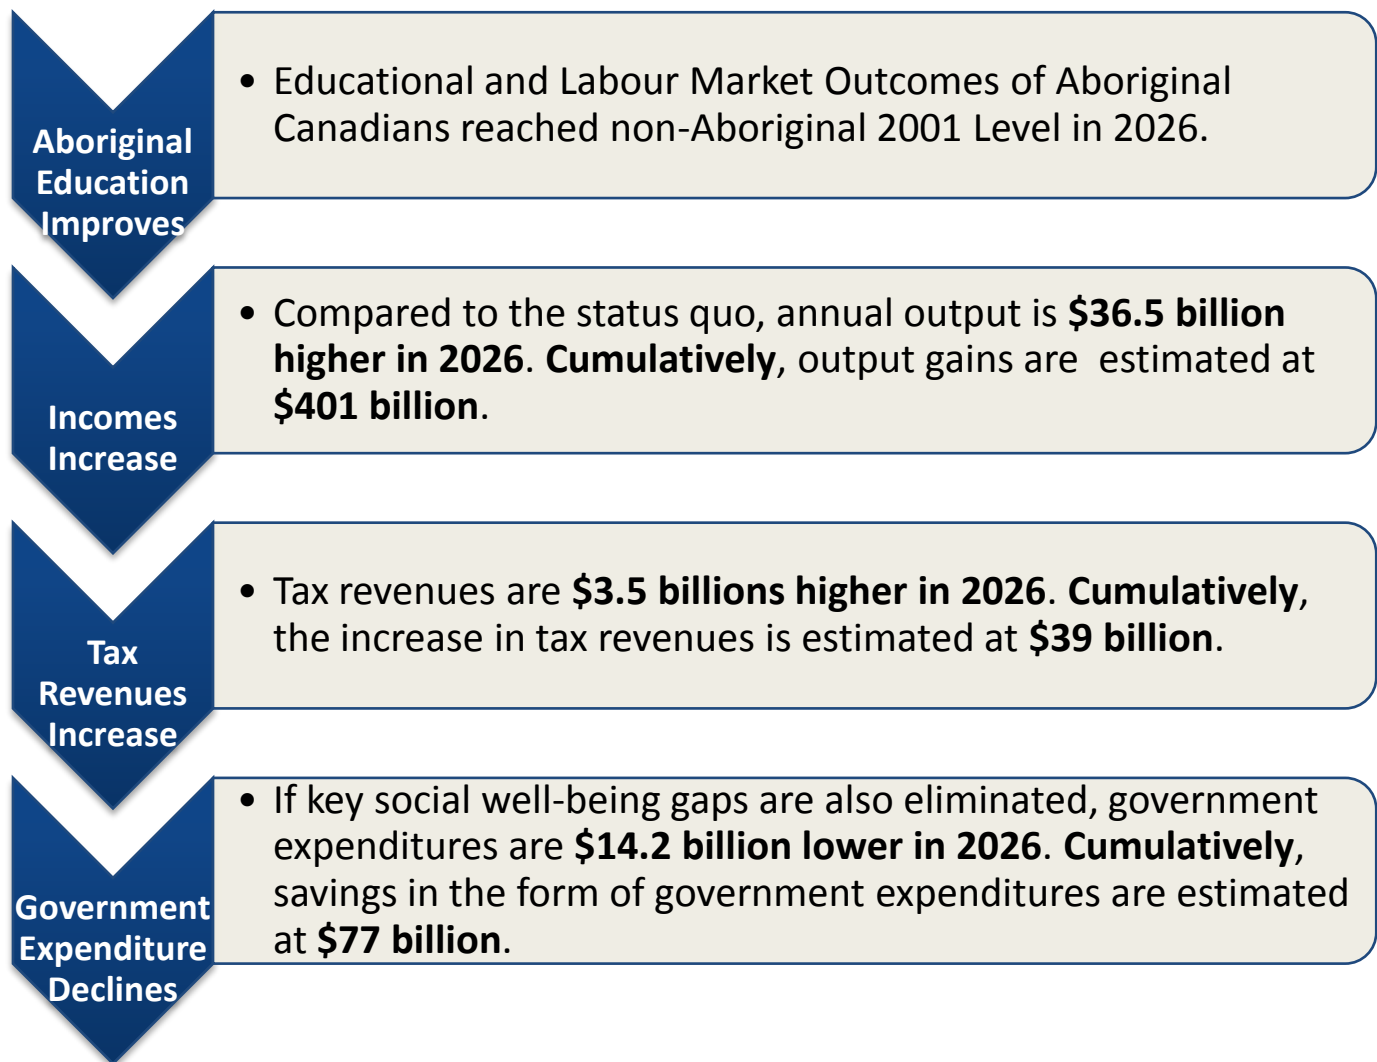 Aboriginal
Education
Improves
• Educational and Labour Market Outcomes of Aboriginal
Canadians reached non-Aboriginal 2001 Level in 2026.
Incomes
Increase
• Compared to the status quo, annual output is $36.5 billion
higher in 2026. Cumulatively, output gains are estimated at
$401 billion.
Tax
Revenues
Increase
• Tax revenues are $3.5 billions higher in 2026. Cumulatively,
the increase in tax revenues is estimated at $39 billion.
Government
Expenditure
Declines
• If key social well-being gaps are also eliminated, government
expenditures are $14.2 billion lower in 2026. Cumulatively,
savings in the form of government expenditures are estimated
at $77 billion.